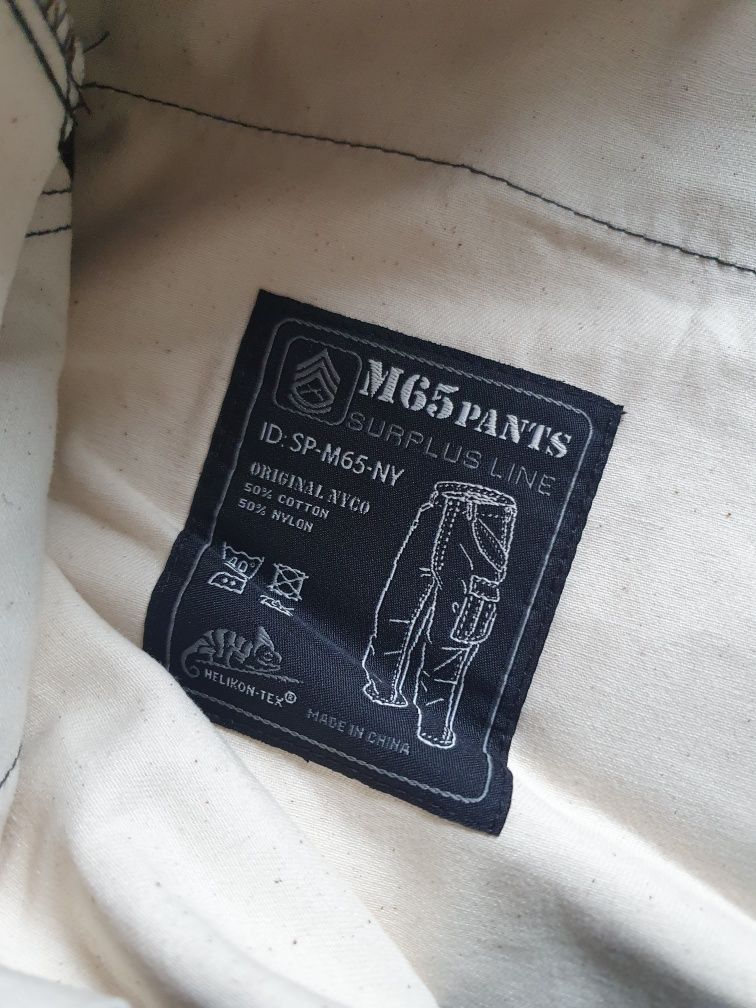 M65 PANTS
SURPLUS LINE
ID: SP-M65-NY
ORIGINAL NYCO
50% COTTON
50% NYLON
40°
HELIKON-TEX®
MADE IN CHINA